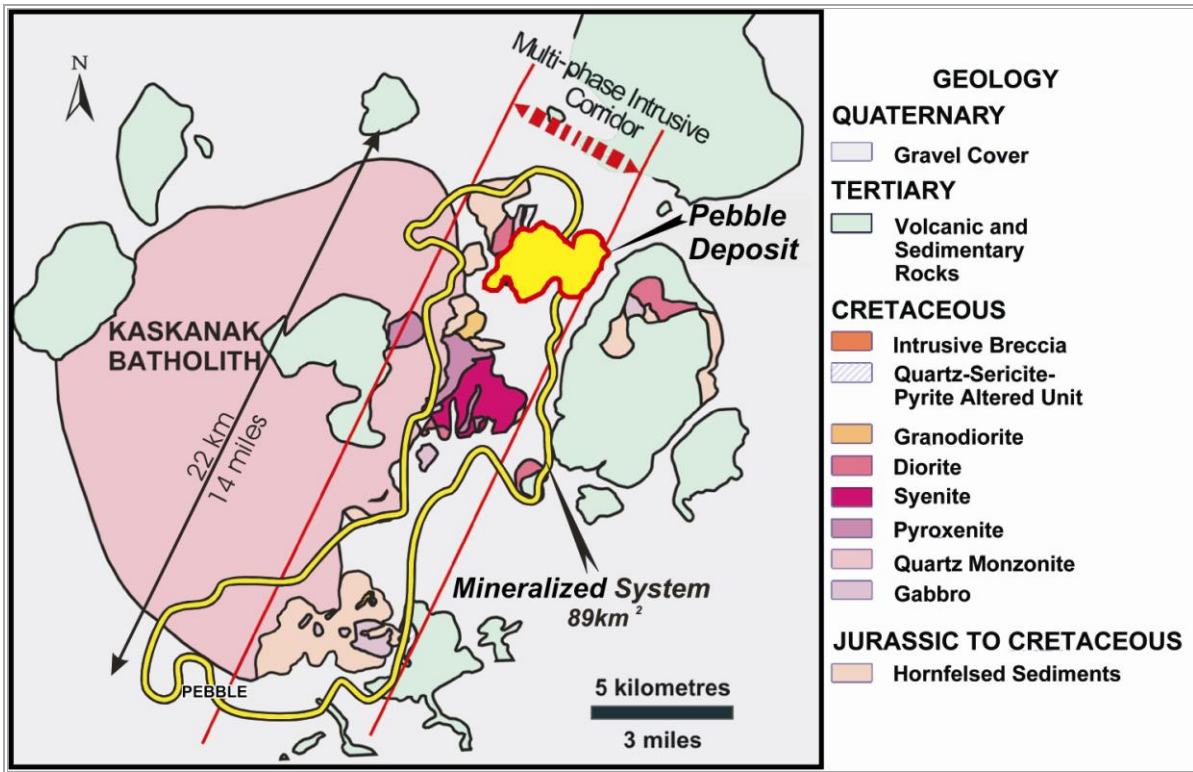 N
Multi-phase Intrusive
Corridor
Pebble
Deposit
KASKANAK
BATHOLITH
22 km
14 miles
Mineralized System
89km²
PEBBLE
5 kilometres
3 miles
GEOLOGY
QUATERNARY
Gravel Cover
TERTIARY
Volcanic and
Sedimentary
Rocks
CRETACEOUS
Intrusive Breccia
Quartz-Sericite-
Pyrite Altered Unit
Granodiorite
Diorite
Syenite
Pyroxenite
Quartz Monzonite
Gabbro
JURASSIC TO CRETACEOUS
Hornfelsed Sediments